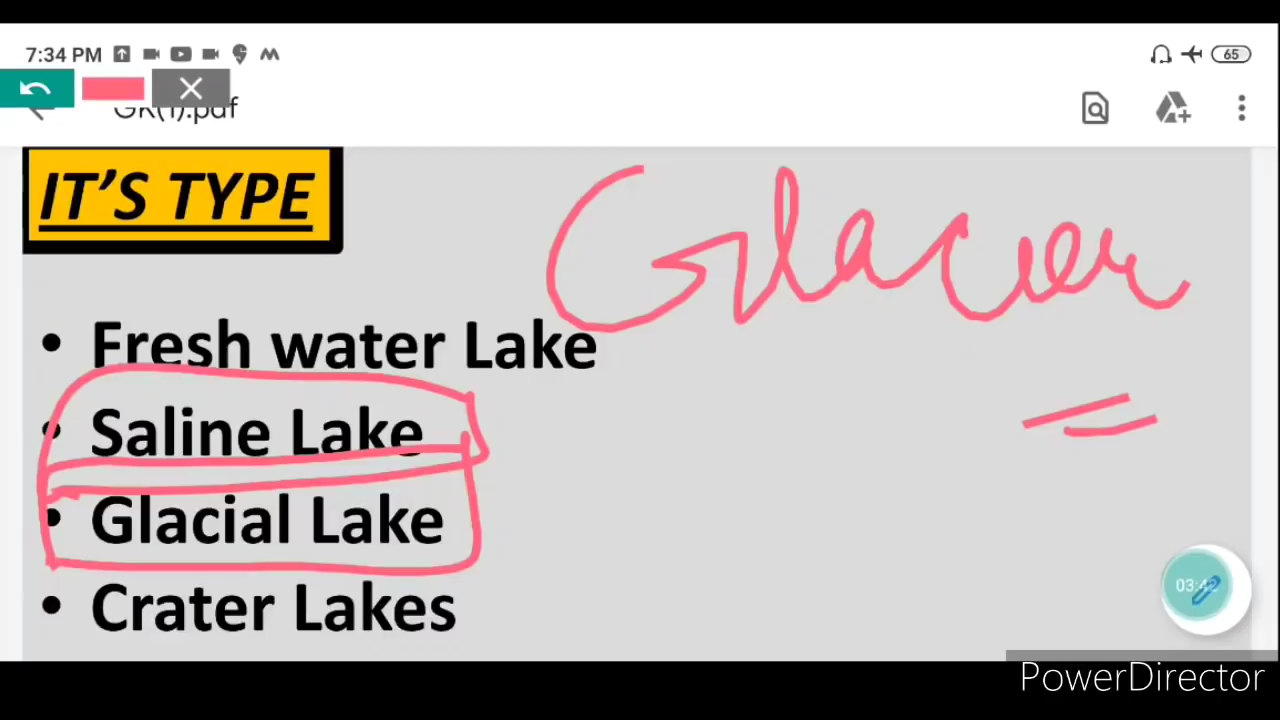 7:34 PM
65
GK(1).pdf
IT'S TYPE
Glacier
• Fresh water Lake
• Saline Lake
• Glacial Lake
• Crater Lakes
PowerDirector